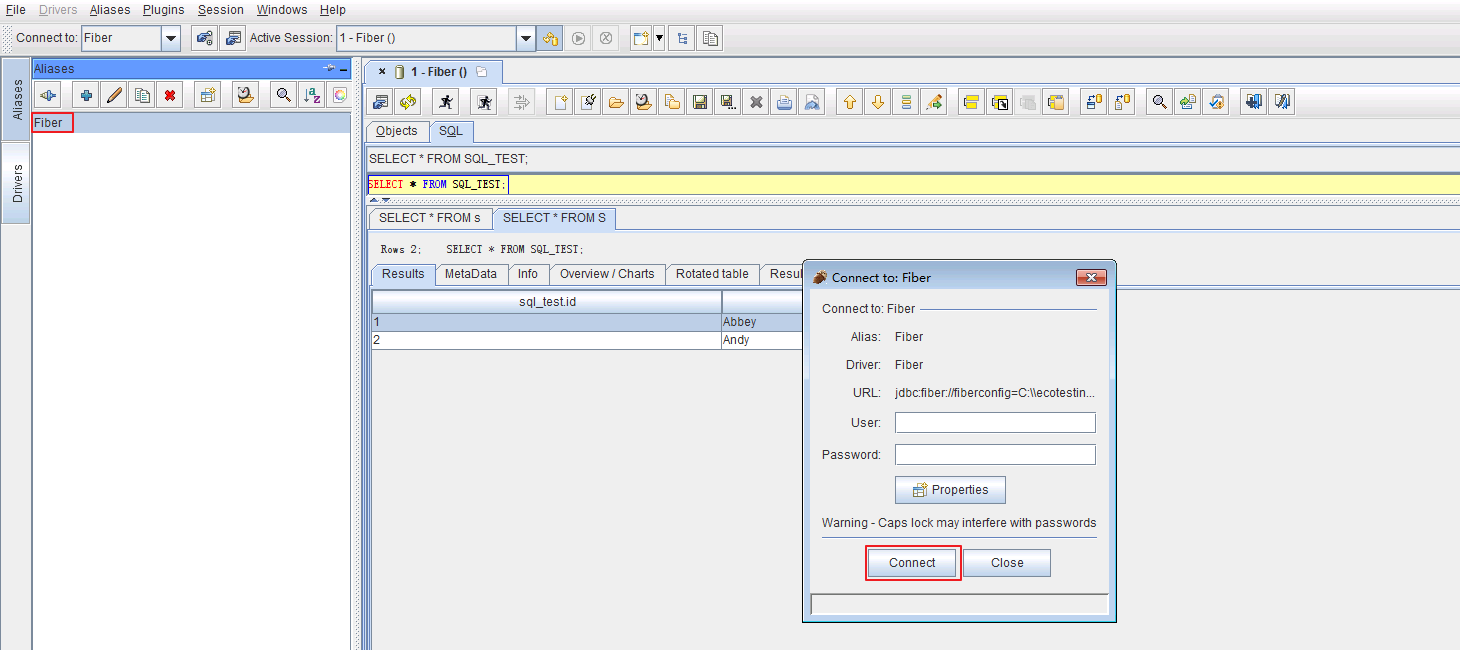 File Drivers Aliases Plugins Session Windows Help
Connect to: Fiber Active Session: 1 - Fiber ()
Aliases
Aliases
Drivers
Fiber
1 - Fiber ()
Objects SQL
SELECT * FROM SQL_TEST;
SELECT * FROM SQL_TEST;
SELECT * FROM s SELECT * FROM S
Rows 2; SELECT * FROM SQL_TEST;
Results MetaData Info Overview / Charts Rotated table Resul
sql_test.id
1 Abbey
2 Andy
Connect to: Fiber
Connect to: Fiber
Alias: Fiber
Driver: Fiber
URL: jdbc:fiber://fiberconfig=C:\\ecotestin...
User:
Password:
Properties
Warning - Caps lock may interfere with passwords
Connect Close